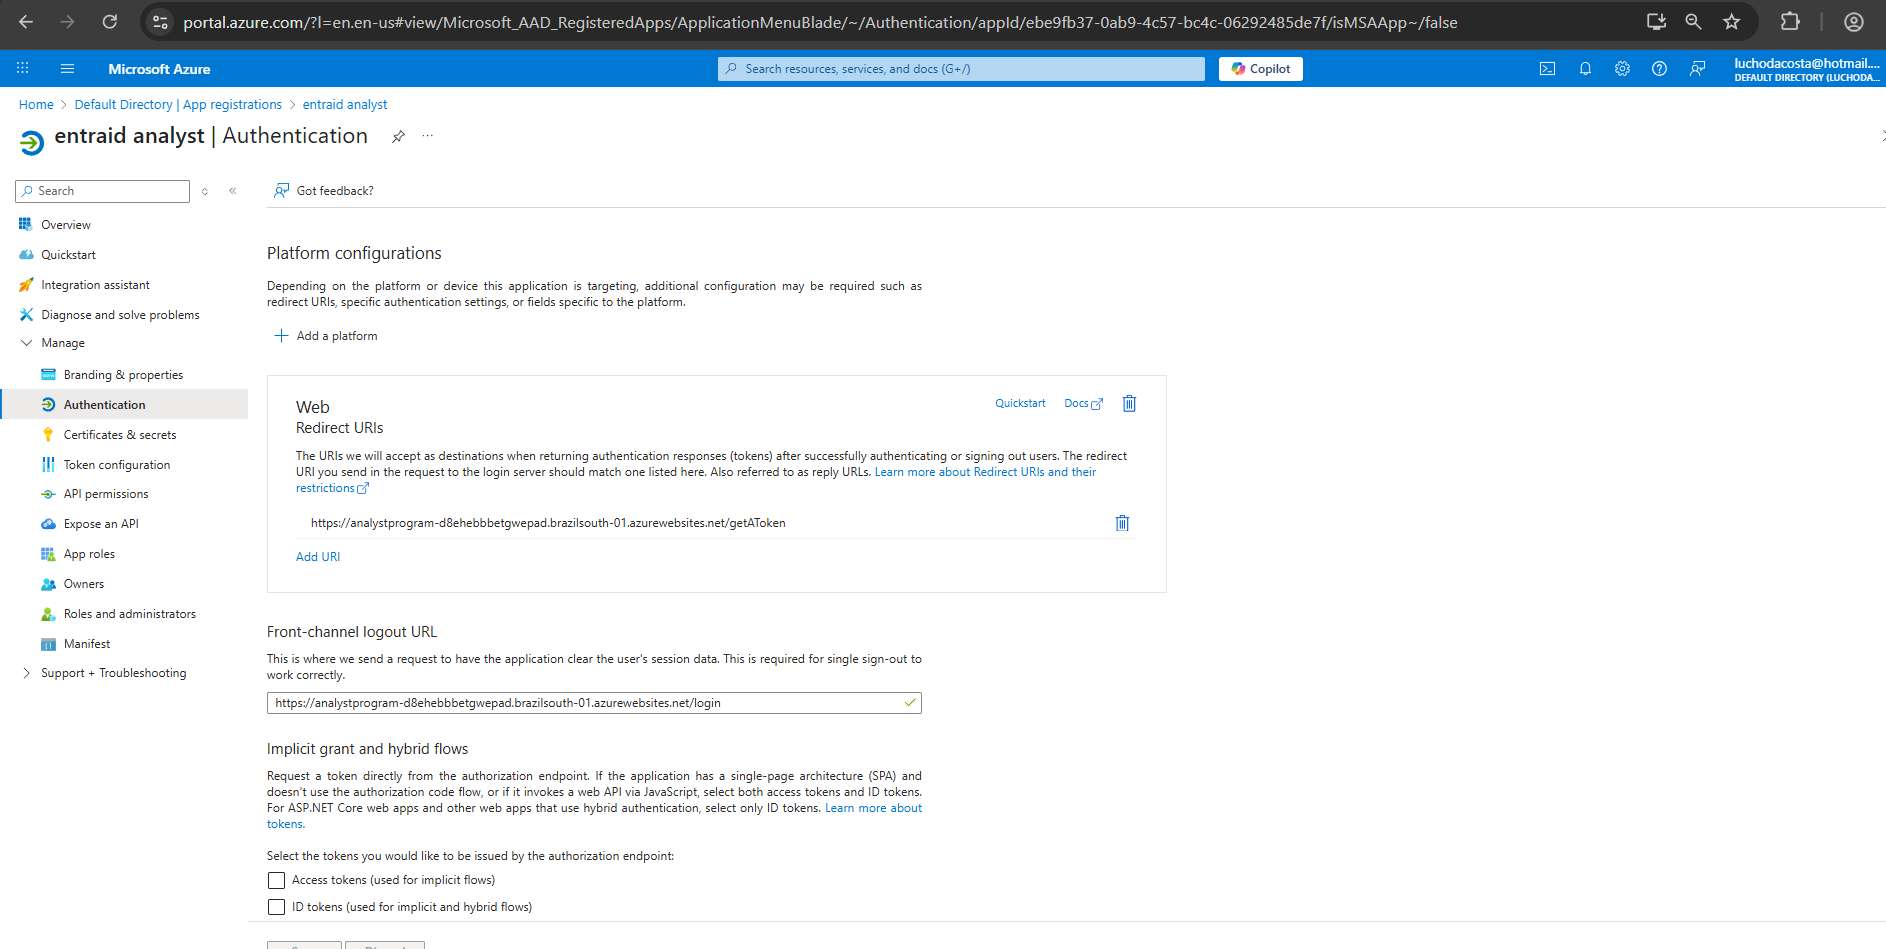 portal.azure.com/?l=en.en-us#view/Microsoft_AAD_RegisteredApps/ApplicationMenuBlade/~/Authentication/appId/ebe9fb37-0ab9-4c57-bc4c-06292485de7f/isMSAApp~/false
Microsoft Azure
Search resources, services, and docs (G+/)
Copilot
luchodacosta@hotmail....
DEFAULT DIRECTORY (LUCHODA...
Home > Default Directory | App registrations > entraid analyst
entraid analyst | Authentication
Search
Got feedback?
Overview
Quickstart
Integration assistant
Diagnose and solve problems
Manage
Branding & properties
Authentication
Certificates & secrets
Token configuration
API permissions
Expose an API
App roles
Owners
Roles and administrators
Manifest
Support + Troubleshooting
Platform configurations
Depending on the platform or device this application is targeting, additional configuration may be required such as
redirect URIs, specific authentication settings, or fields specific to the platform.
Add a platform
Web
Quickstart
Docs
Redirect URIs
The URIs we will accept as destinations when returning authentication responses (tokens) after successfully authenticating or signing out users. The redirect
URI you send in the request to the login server should match one listed here. Also referred to as reply URLs. Learn more about Redirect URIs and their
restrictions
https://analystprogram-d8ehebbbetgwepad.brazilsouth-01.azurewebsites.net/getAToken
Add URI
Front-channel logout URL
This is where we send a request to have the application clear the user's session data. This is required for single sign-out to
work correctly.
https://analystprogram-d8ehebbbetgwepad.brazilsouth-01.azurewebsites.net/login
Implicit grant and hybrid flows
Request a token directly from the authorization endpoint. If the application has a single-page architecture (SPA) and
doesn't use the authorization code flow, or if it invokes a web API via JavaScript, select both access tokens and ID tokens.
For ASP.NET Core web apps and other web apps that use hybrid authentication, select only ID tokens. Learn more about
tokens.
Select the tokens you would like to be issued by the authorization endpoint:
Access tokens (used for implicit flows)
ID tokens (used for implicit and hybrid flows)